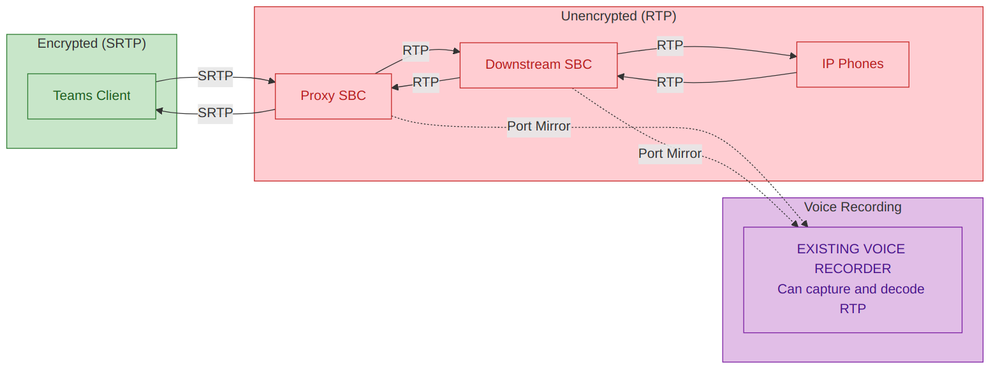 Unencrypted (RTP)
Encrypted (SRTP)
Teams Client
SRTP
SRTP
Proxy SBC
RTP
RTP
Downstream SBC
RTP
RTP
IP Phones
Port Mirror
Port Mirror
Voice Recording
EXISTING VOICE
RECORDER
Can capture and decode
RTP